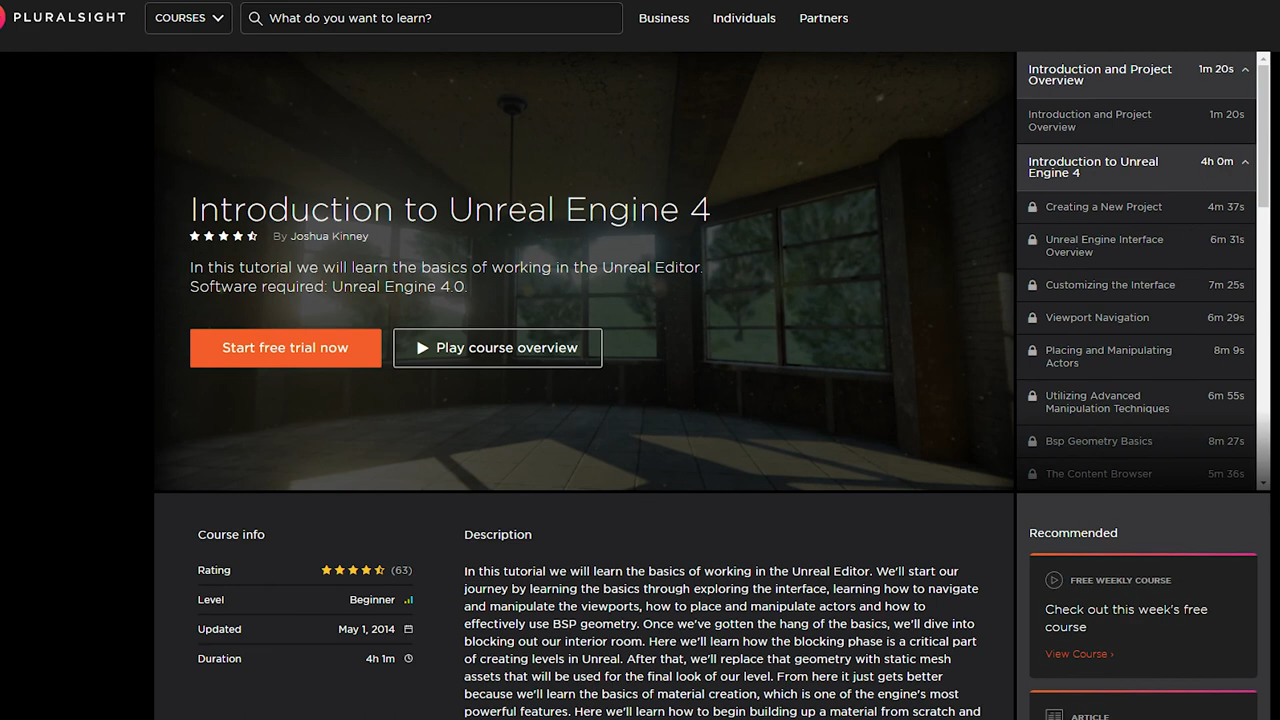 PLURALSIGHT
COURSES
What do you want to learn?
Business
Individuals
Partners
Introduction to Unreal Engine 4
By Joshua Kinney
In this tutorial we will learn the basics of working in the Unreal Editor.
Software required: Unreal Engine 4.0.
Start free trial now
Play course overview
Introduction and Project
Overview
1m 20s
Introduction and Project
Overview
1m 20s
Introduction to Unreal
Engine 4
4h 0m
Creating a New Project 4m 37s
Unreal Engine Interface
Overview
6m 31s
Customizing the Interface 7m 25s
Viewport Navigation 6m 29s
Placing and Manipulating
Actors
8m 9s
Utilizing Advanced
Manipulation Techniques
6m 55s
Bsp Geometry Basics 8m 27s
The Content Browser 5m 36s
Course info
Rating (63)
Level Beginner
Updated May 1, 2014
Duration 4h 1m
Description
In this tutorial we will learn the basics of working in the Unreal Editor. We'll start our
journey by learning the basics through exploring the interface, learning how to navigate
and manipulate the viewports, how to place and manipulate actors and how to
effectively use BSP geometry. Once we've gotten the hang of the basics, we'll dive into
blocking out our interior room. Here we'll learn how the blocking phase is a critical part
of creating levels in Unreal. After that, we'll replace that geometry with static mesh
assets that will be used for the final look of our level. From here it just gets better
because we'll learn the basics of material creation, which is one of the engine's most
powerful features. Here we'll learn how to begin building up a material from scratch and
Recommended
FREE WEEKLY COURSE
Check out this week's free
course
View Course ›
ARTICLE